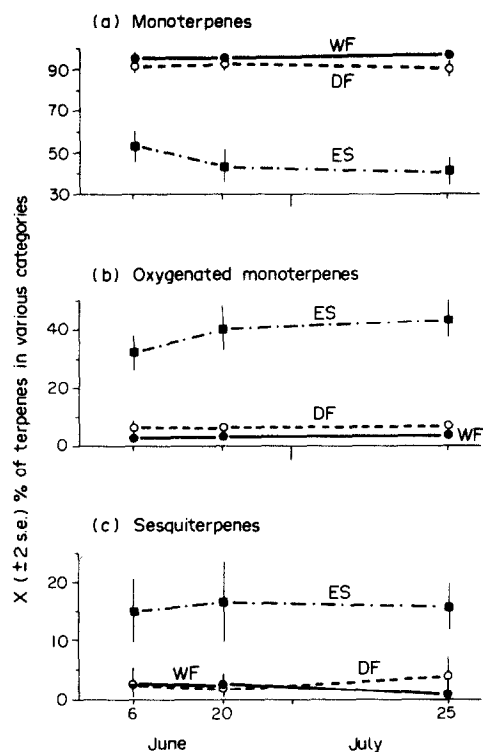 (a) Monoterpenes
WF
DF
ES
90
70
50
30
(b) Oxygenated monoterpenes
ES
DF
WF
40
20
0
(c) Sesquiterpenes
ES
WF
DF
20
10
0
6
20
25
June
July
X (±2 s.e.) % of terpenes in various categories